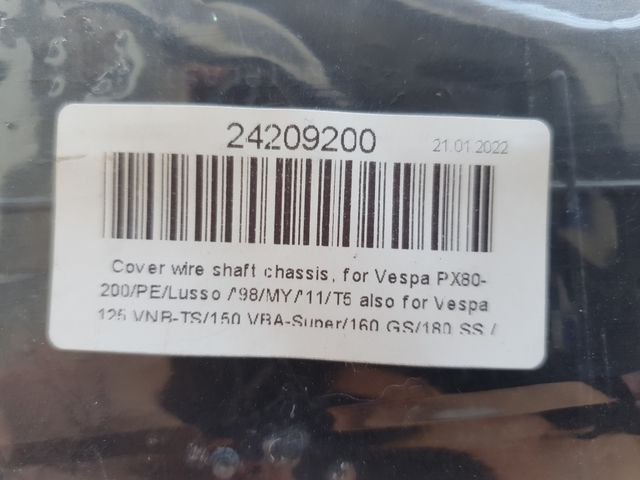 24209200
21.01.2022
Cover wire shaft chassis, for Vespa PX80-
200/PE/Lusso /'98/MY/'11/T5 also for Vespa
125 VNB-TS/150 VBA-Super/160 GS/180 SS /